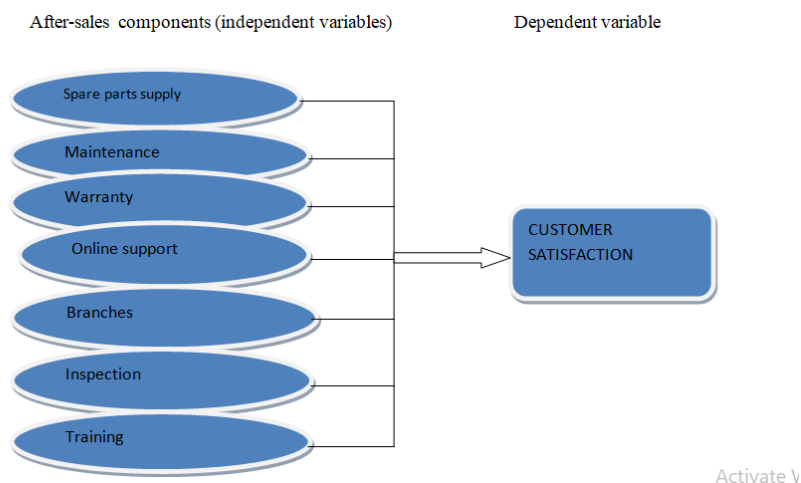 After-sales components (independent variables)
Dependent variable
Spare parts supply
Maintenance
Warranty
Online support
Branches
Inspection
Training
CUSTOMER
SATISFACTION
Activate